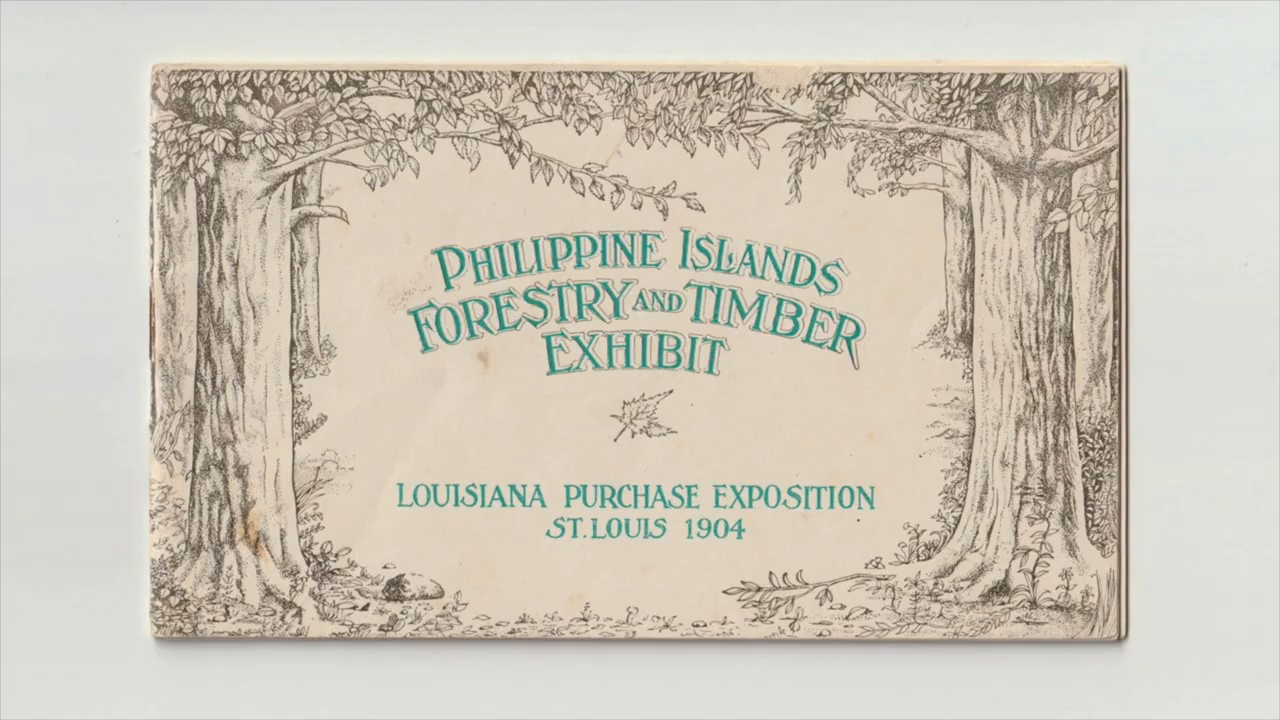 PHILIPPINE ISLANDS
FORESTRY AND TIMBER
EXHIBIT
LOUISIANA PURCHASE EXPOSITION
ST. LOUIS 1904